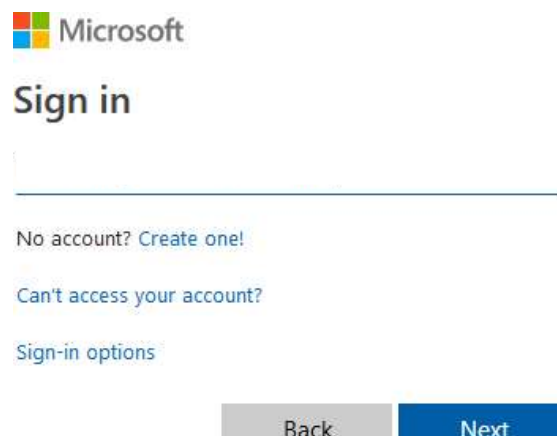 Microsoft
Sign in
No account? Create one!
Can't access your account?
Sign-in options
Back Next